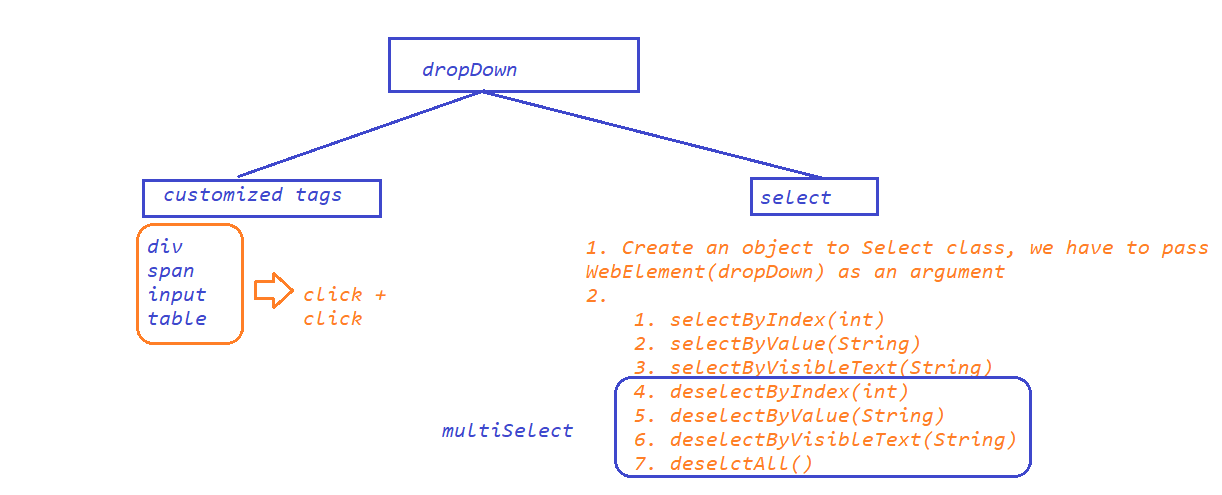 dropDown
customized tags
select
div
span
input
table
click +
click
1. Create an object to Select class, we have to pass
WebElement(dropDown) as an argument
2.
1. selectByIndex(int)
2. selectByValue(String)
3. selectByVisibleText(String)
4. deselectByIndex(int)
5. deselectByValue(String)
6. deselectByVisibleText(String)
7. deselctAll()
multiSelect